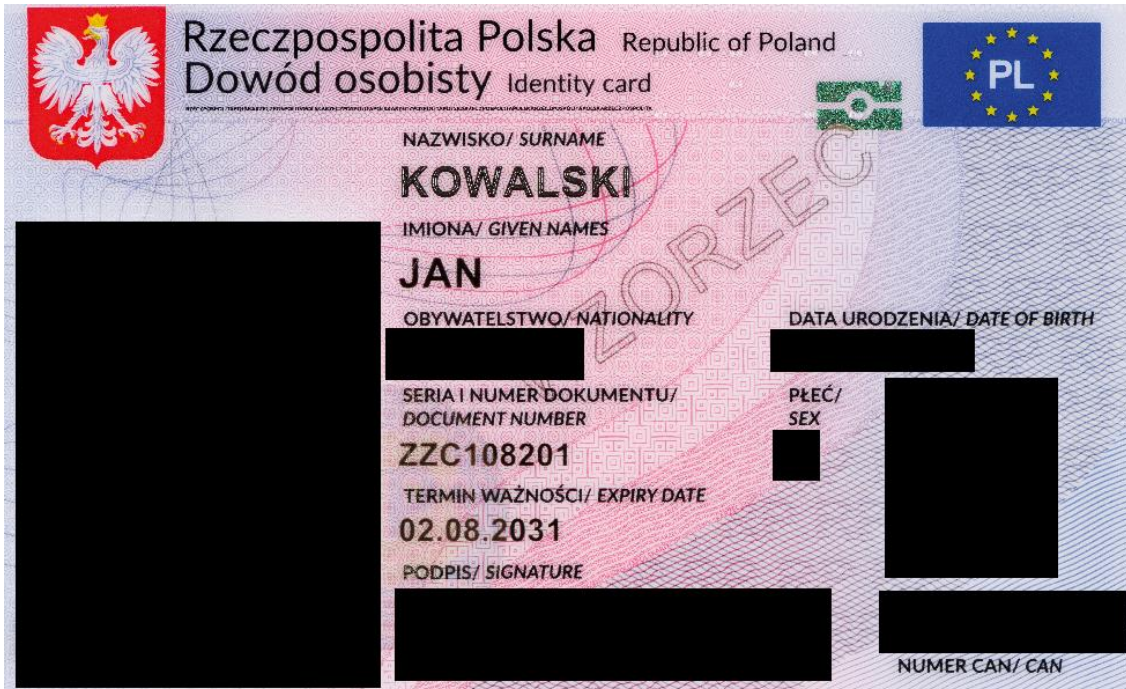 Rzeczpospolita Polska Republic of Poland
Dowód osobisty Identity card
PL
NAZWISKO/ SURNAME
KOWALSKI
IMIONA/ GIVEN NAMES
JAN
WZORZEC
OBYWATELSTWO/ NATIONALITY
DATA URODZENIA/ DATE OF BIRTH
SERIA I NUMER DOKUMENTU/
DOCUMENT NUMBER
ZZC108201
PŁEĆ/
SEX
TERMIN WAŻNOŚCI/ EXPIRY DATE
02.08.2031
PODPIS/ SIGNATURE
NUMER CAN/ CAN